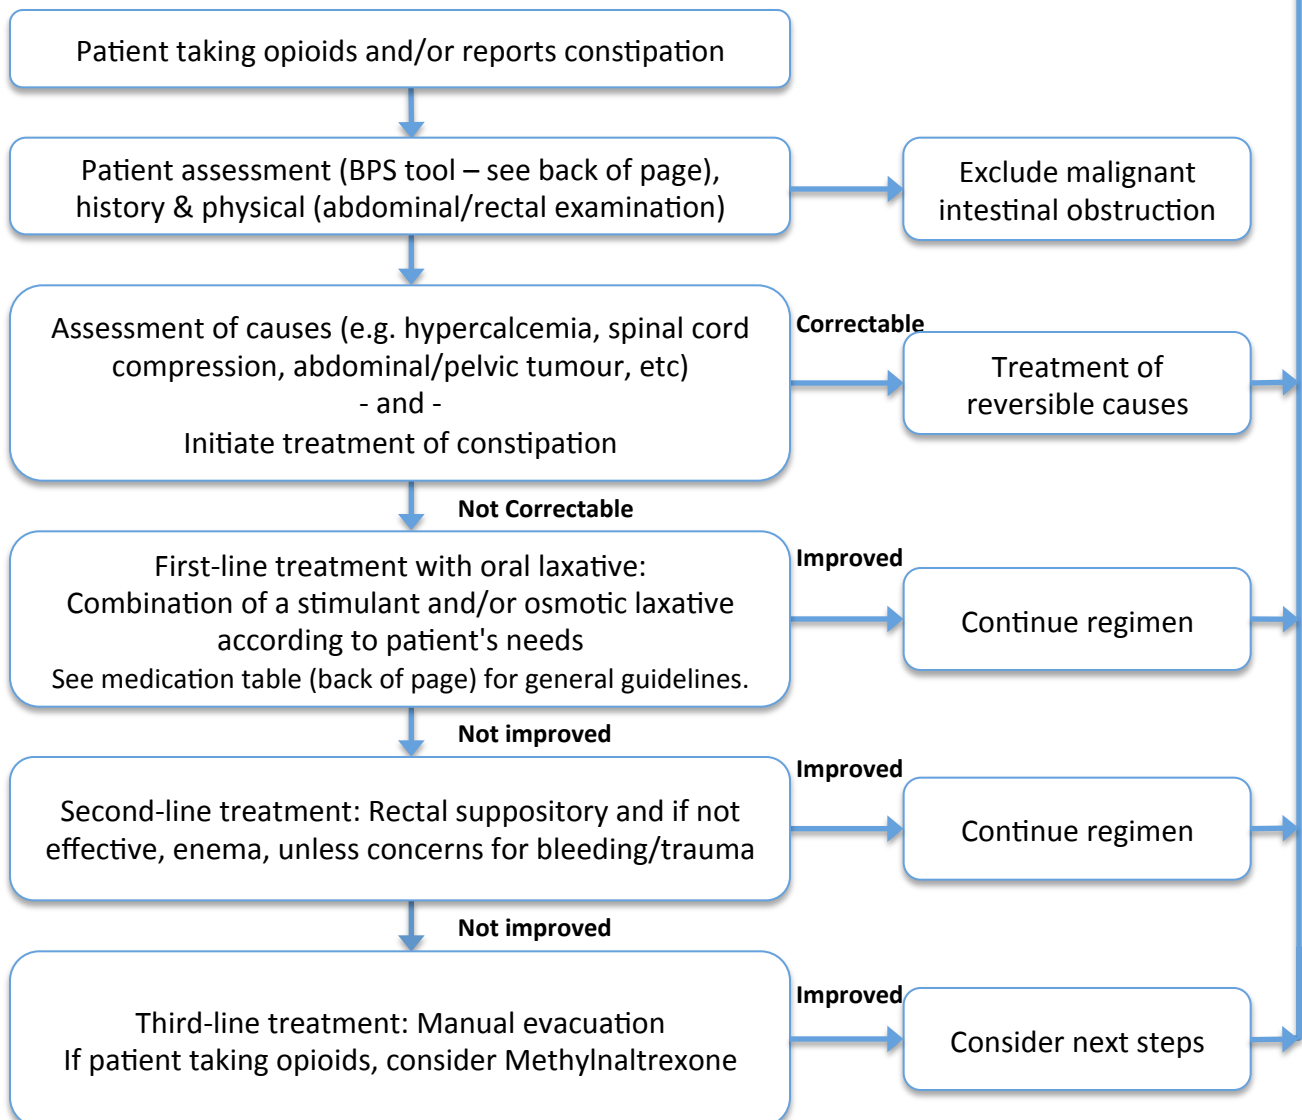 Patient taking opioids and/or reports constipation
Patient assessment (BPS tool – see back of page),
history & physical (abdominal/rectal examination)
Exclude malignant
intestinal obstruction
Assessment of causes (e.g. hypercalcemia, spinal cord
compression, abdominal/pelvic tumour, etc)
- and -
Initiate treatment of constipation
Correctable
Treatment of
reversible causes
Not Correctable
First-line treatment with oral laxative:
Combination of a stimulant and/or osmotic laxative
according to patient's needs
See medication table (back of page) for general guidelines.
Improved
Continue regimen
Not improved
Second-line treatment: Rectal suppository and if not
effective, enema, unless concerns for bleeding/trauma
Improved
Continue regimen
Not improved
Third-line treatment: Manual evacuation
If patient taking opioids, consider Methylnaltrexone
Improved
Consider next steps